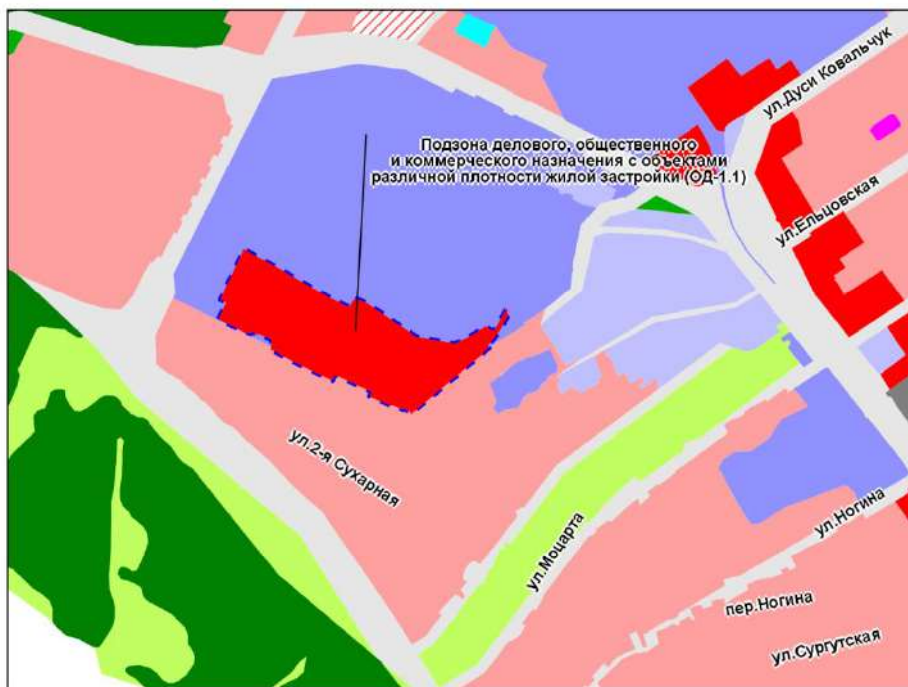 ул.Дуси Ковальчук
Подзона делового, общественного
и коммерческого назначения с объектами
различной плотности жилой застройки (ОД-1.1)
ул.Ельцовская
ул.2-я Сухарная
ул.Моцарта
ул.Ногина
пер.Ногина
ул.Сургутская